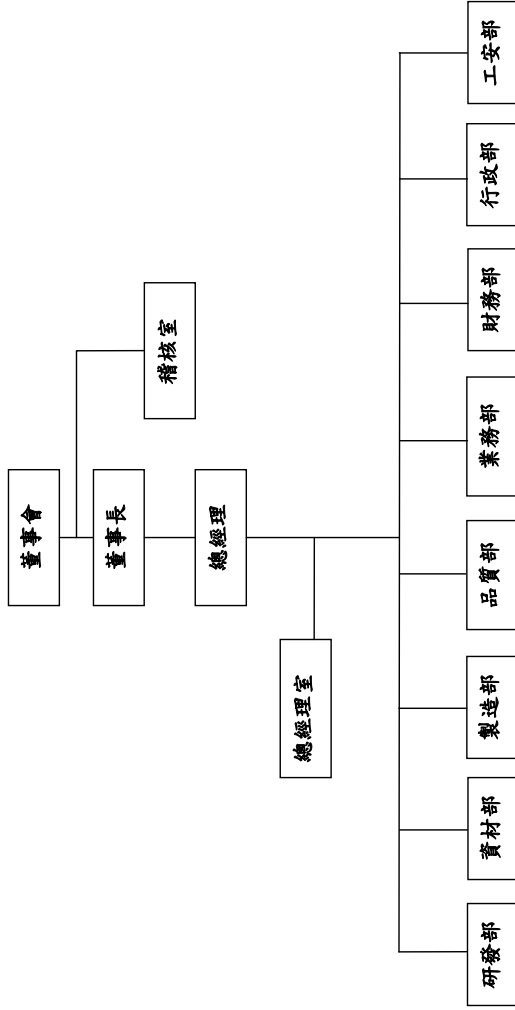 董事會
稽核室
董事長
總經理
總經理室
研發部
資材部
製造部
品質部
業務部
財務部
行政部
工安部